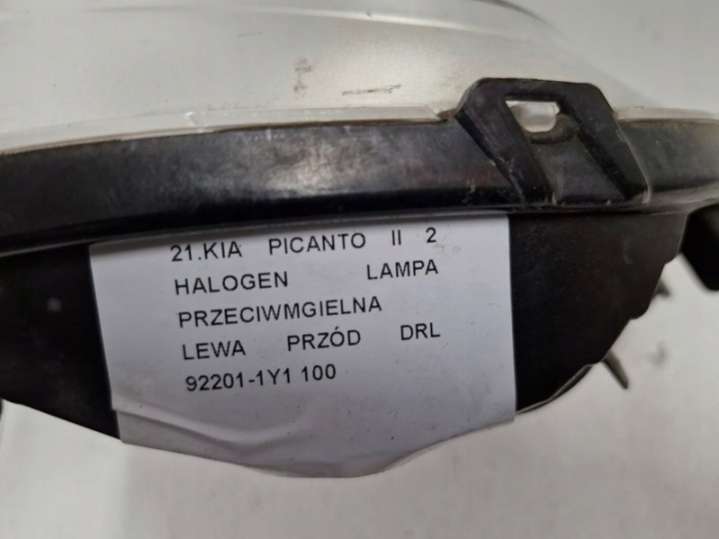 21.KIA PICANTO II 2
HALOGEN LAMPA
PRZECIWMGIELNA
LEWA PRZÓD DRL
92201-1Y1 100